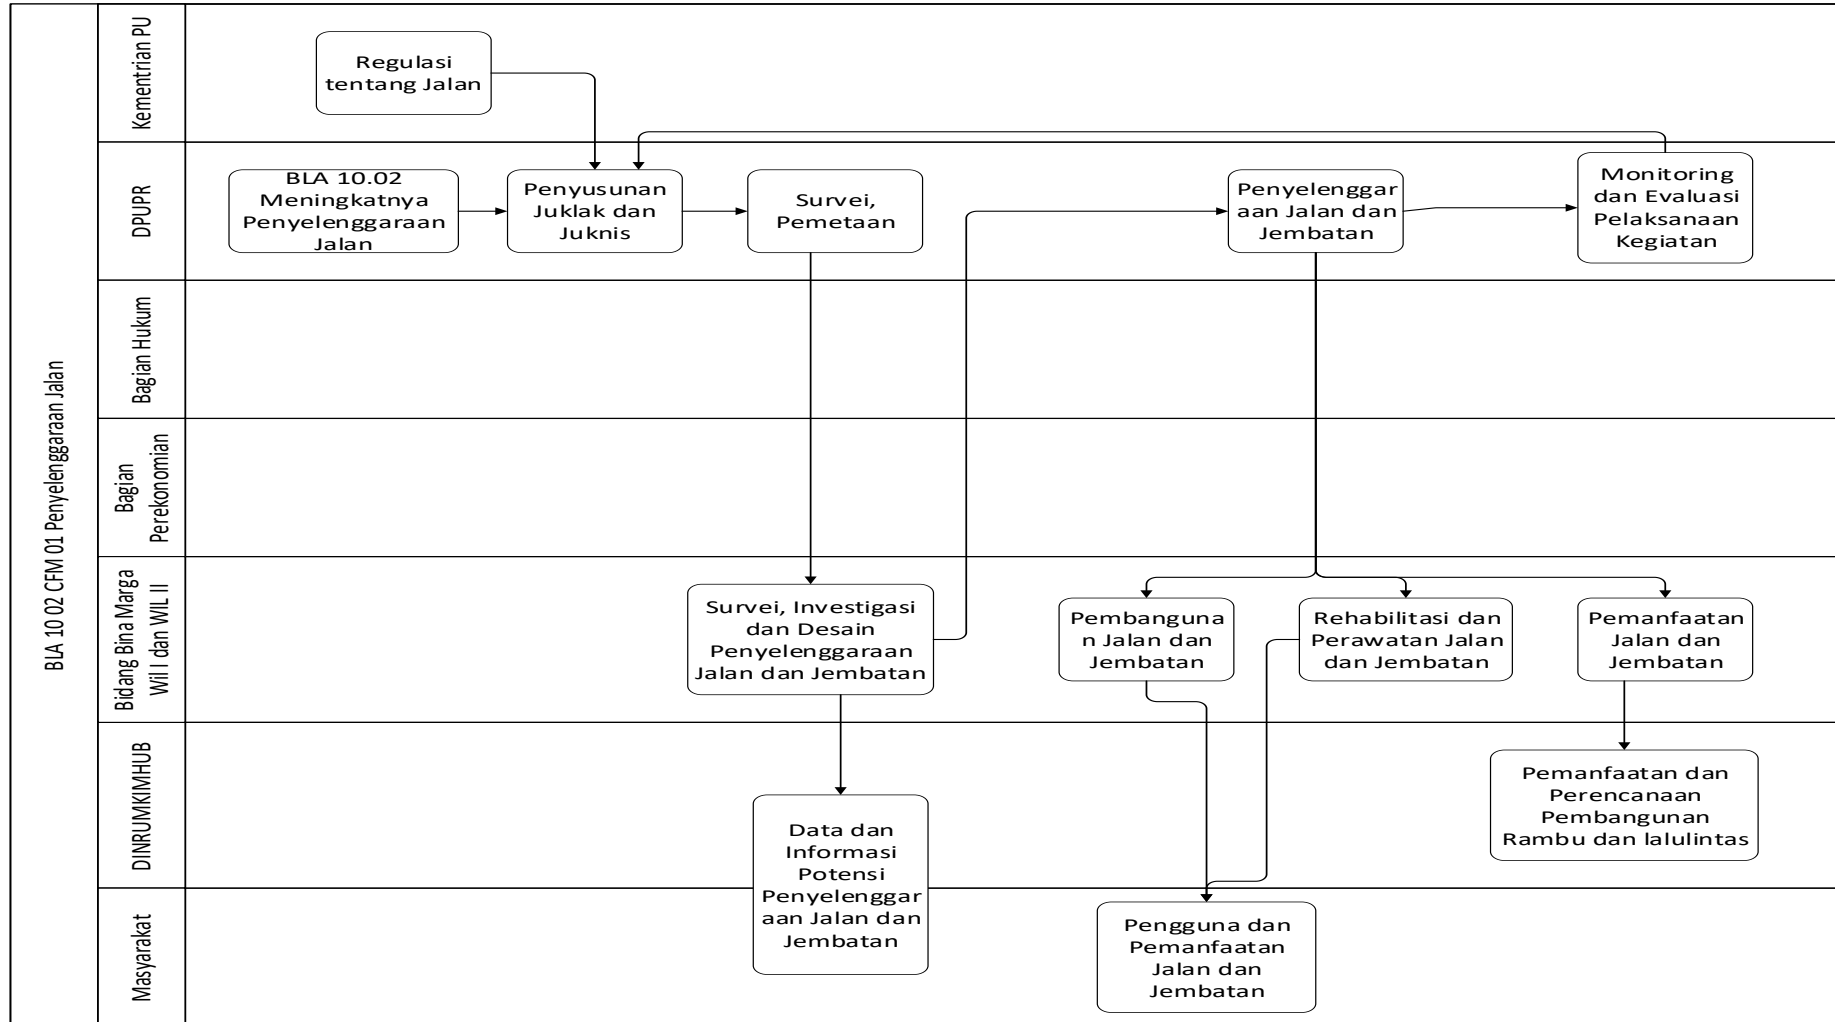 BLA 10 02 CFM 01 Penyelenggaraan Jalan
Kementrian PU
Regulasi
tentang Jalan
DPUPR
BLA 10.02
Meningkatnya
Penyelenggaraan
Jalan
Penyusunan
Juklak dan
Juknis
Survei,
Pemetaan
Penyelenggar
aan Jalan dan
Jembatan
Monitoring
dan Evaluasi
Pelaksanaan
Kegiatan
Bagian Hukum
Bagian
Perekonomian
Bidang Bina Marga
Wil I dan WIL II
Survei, Investigasi
dan Desain
Penyelenggaraan
Jalan dan Jembatan
Pembanguna
n Jalan dan
Jembatan
Rehabilitasi dan
Perawatan Jalan
dan Jembatan
Pemanfaatan
Jalan dan
Jembatan
DINRUMKIMHUB
Data dan
Informasi
Potensi
Penyelenggar
aan Jalan dan
Jembatan
Pemanfaatan dan
Perencanaan
Pembangunan
Rambu dan lalulintas
Masyarakat
Pengguna dan
Pemanfaatan
Jalan dan
Jembatan